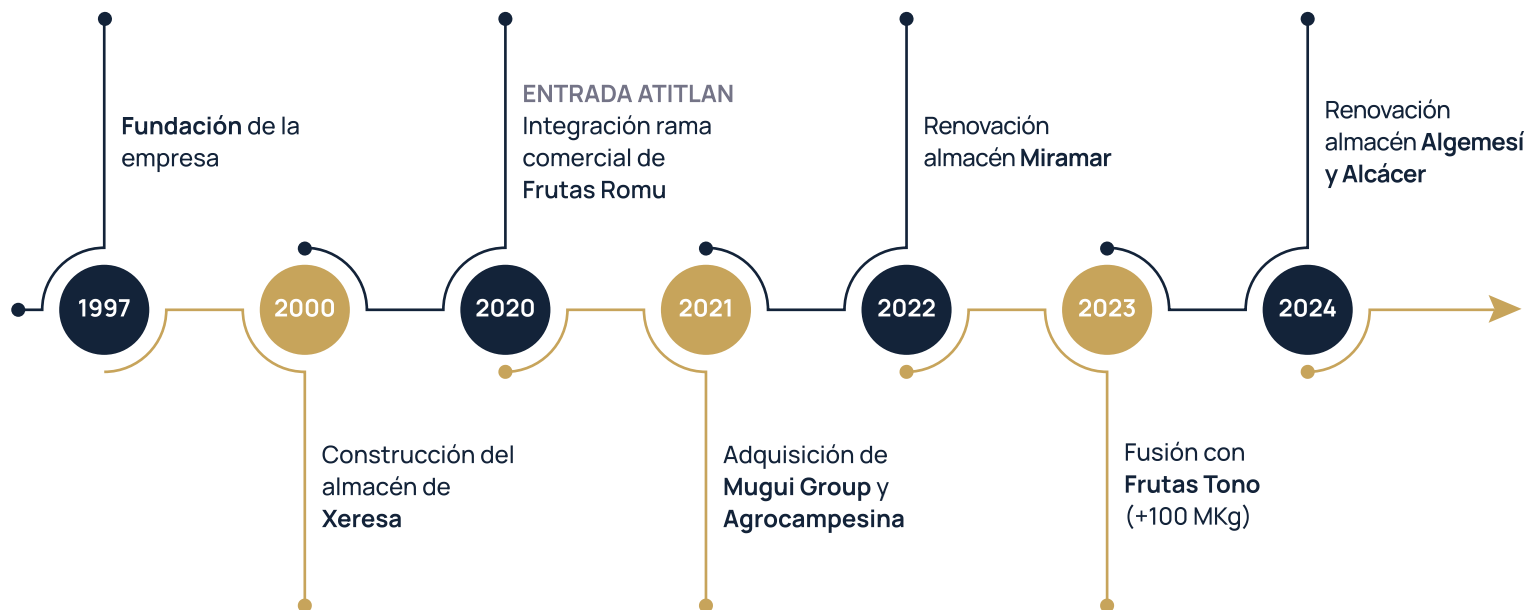 1997
Fundación de la
empresa
2000
Construcción del
almacén de
Xeresa
2020
ENTRADA ATITLAN
Integración rama
comercial de
Frutas Romu
2021
Adquisición de
Mugui Group y
Agrocampesina
2022
Renovación
almacén Miramar
2023
Fusión con
Frutas Tono
(+100 MKg)
2024
Renovación
almacén Algemesí
y Alcácer